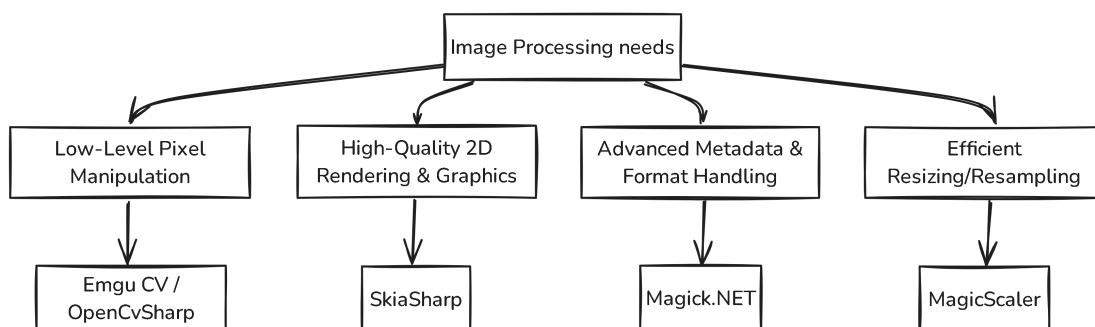 Image Processing needs
Low-Level Pixel
Manipulation
High-Quality 2D
Rendering & Graphics
Advanced Metadata &
Format Handling
Efficient
Resizing/Resampling
Emgu CV /
OpenCvSharp
SkiaSharp
Magick.NET
MagicScaler